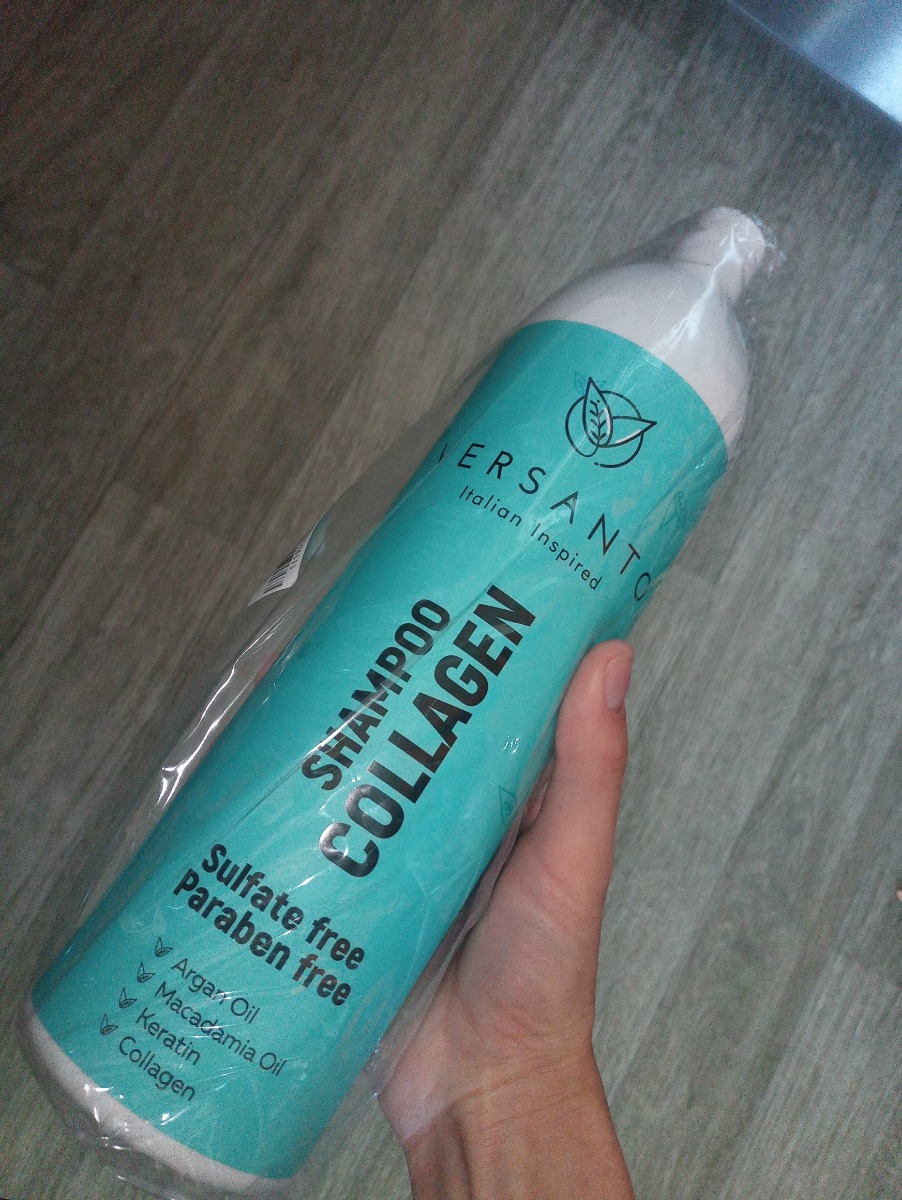 VERSANTO
Italian Inspired
SHAMPOO
COLLAGEN
Sulfate free
Paraben free
Argan Oil
Macadamia Oil
Keratin
Collagen